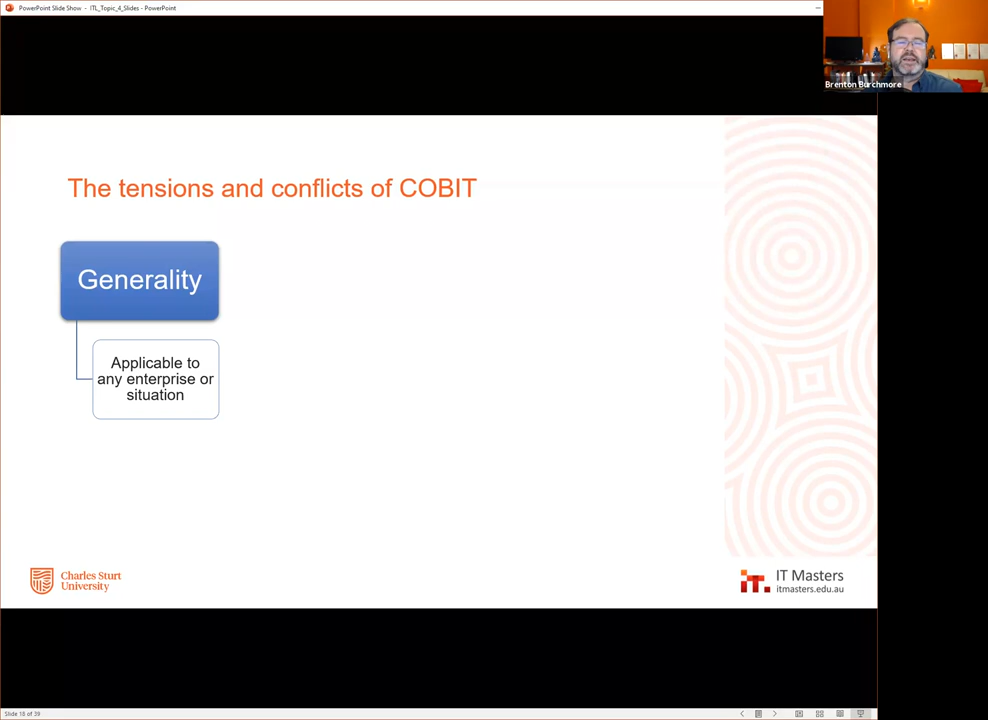 PowerPoint Slide Show - ITL_Topic_4_Slides - PowerPoint
Brenton Burchmore
The tensions and conflicts of COBIT
Generality
Applicable to
any enterprise or
situation
Charles Sturt
University
IT Masters
itmasters.edu.au
Slide 18 of 39